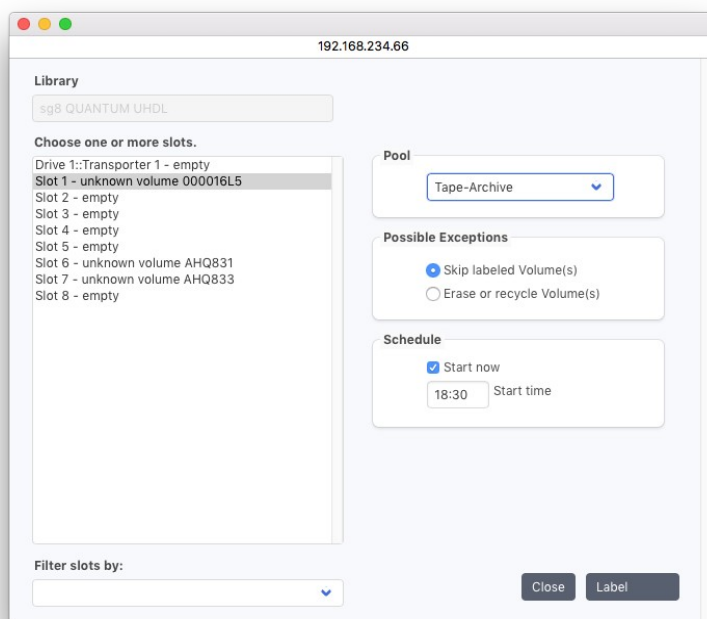 192.168.234.66
Library
sg8 QUANTUM UHDL
Choose one or more slots.
Drive 1::Transporter 1 - empty
Slot 1 - unknown volume 000016L5
Slot 2 - empty
Slot 3 - empty
Slot 4 - empty
Slot 5 - empty
Slot 6 - unknown volume AHQ831
Slot 7 - unknown volume AHQ833
Slot 8 - empty
Filter slots by:
Pool
Tape-Archive
Possible Exceptions
Skip labeled Volume(s)
Erase or recycle Volume(s)
Schedule
Start now
18:30 Start time
Close Label